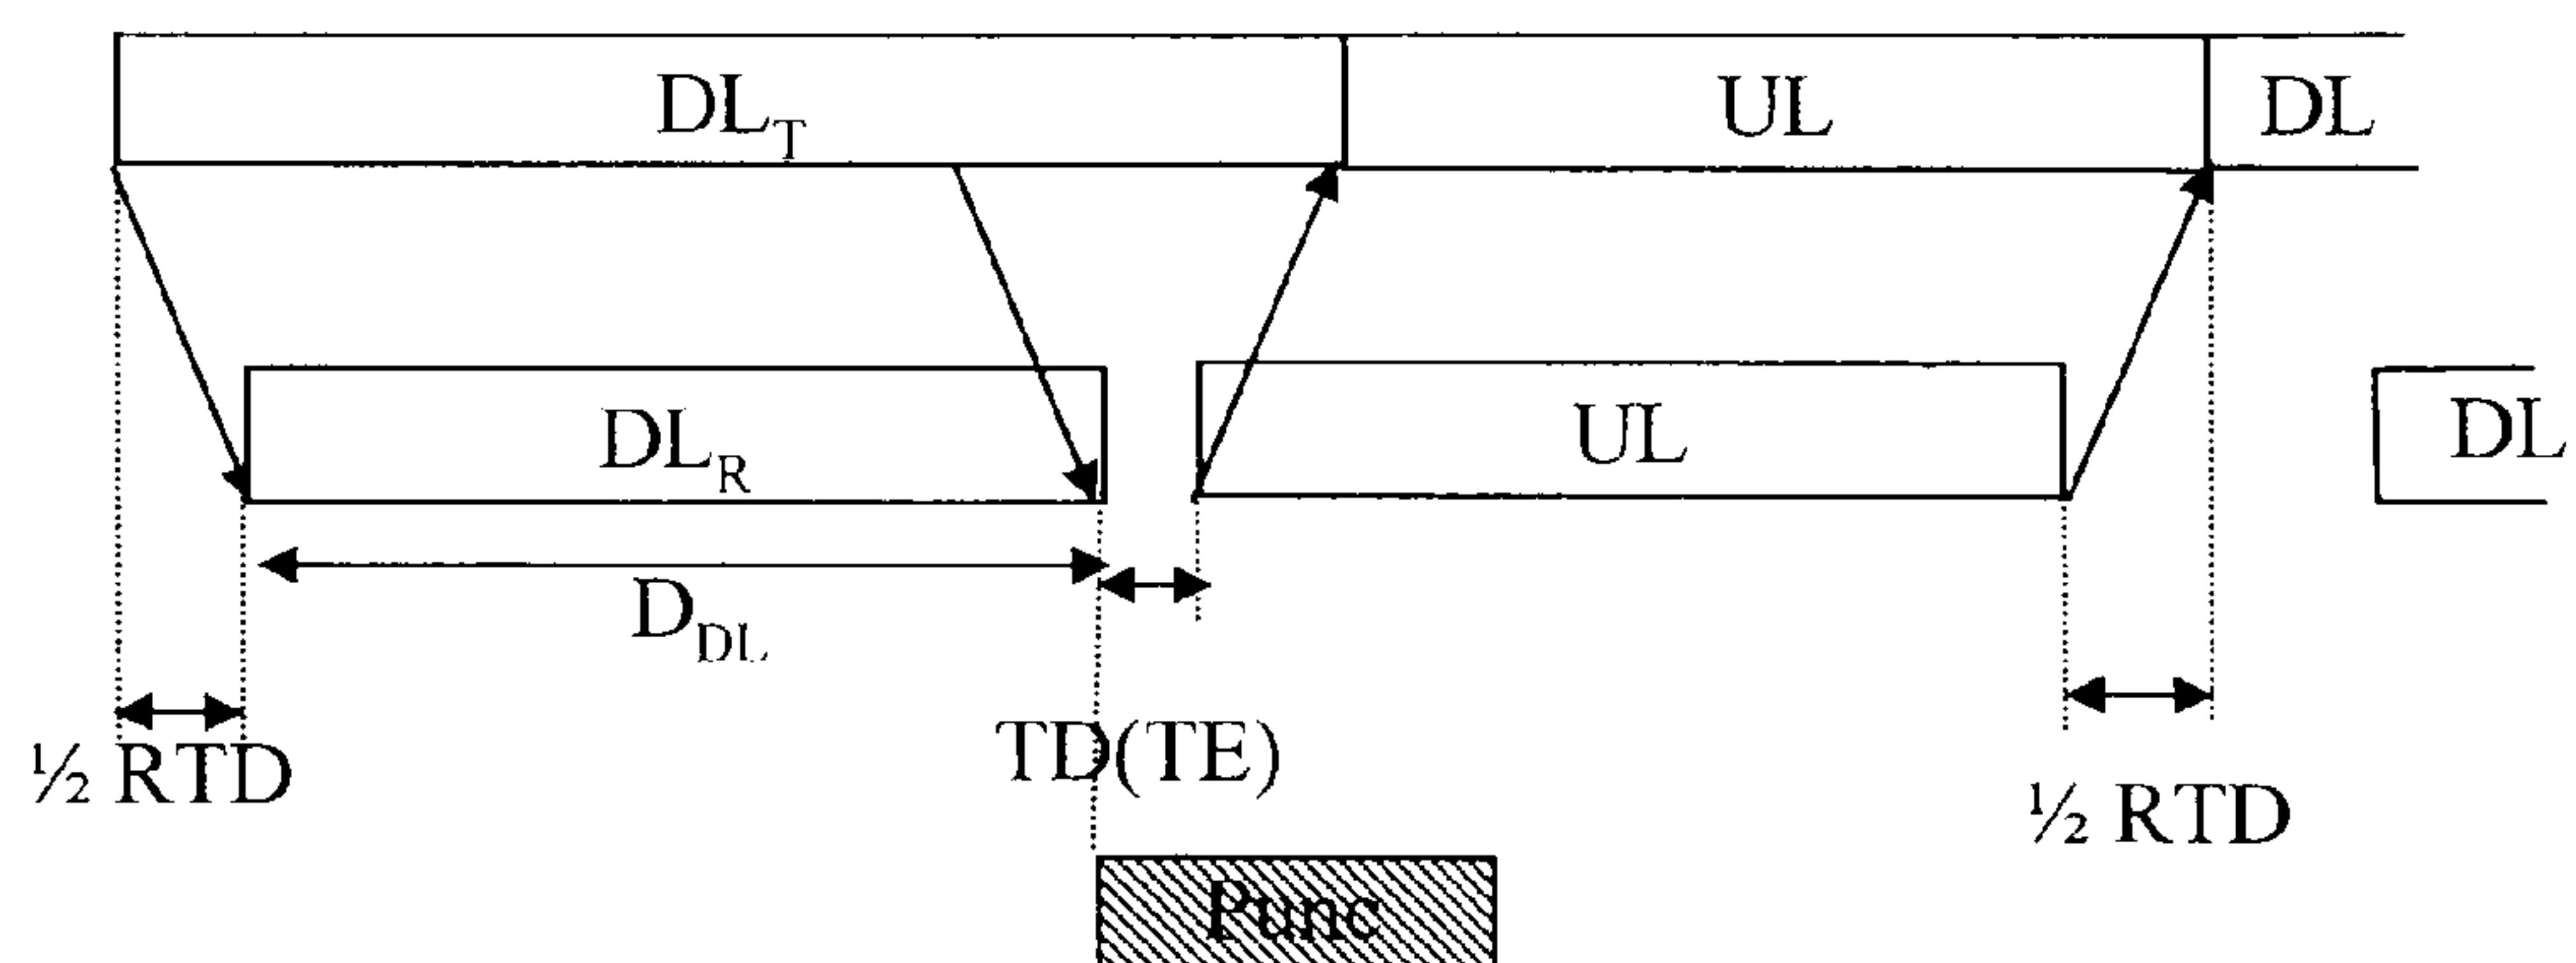 DL_T UL DL
DL_R UL DL
D_DL
TD(TE)
½ RTD
½ RTD
Punc